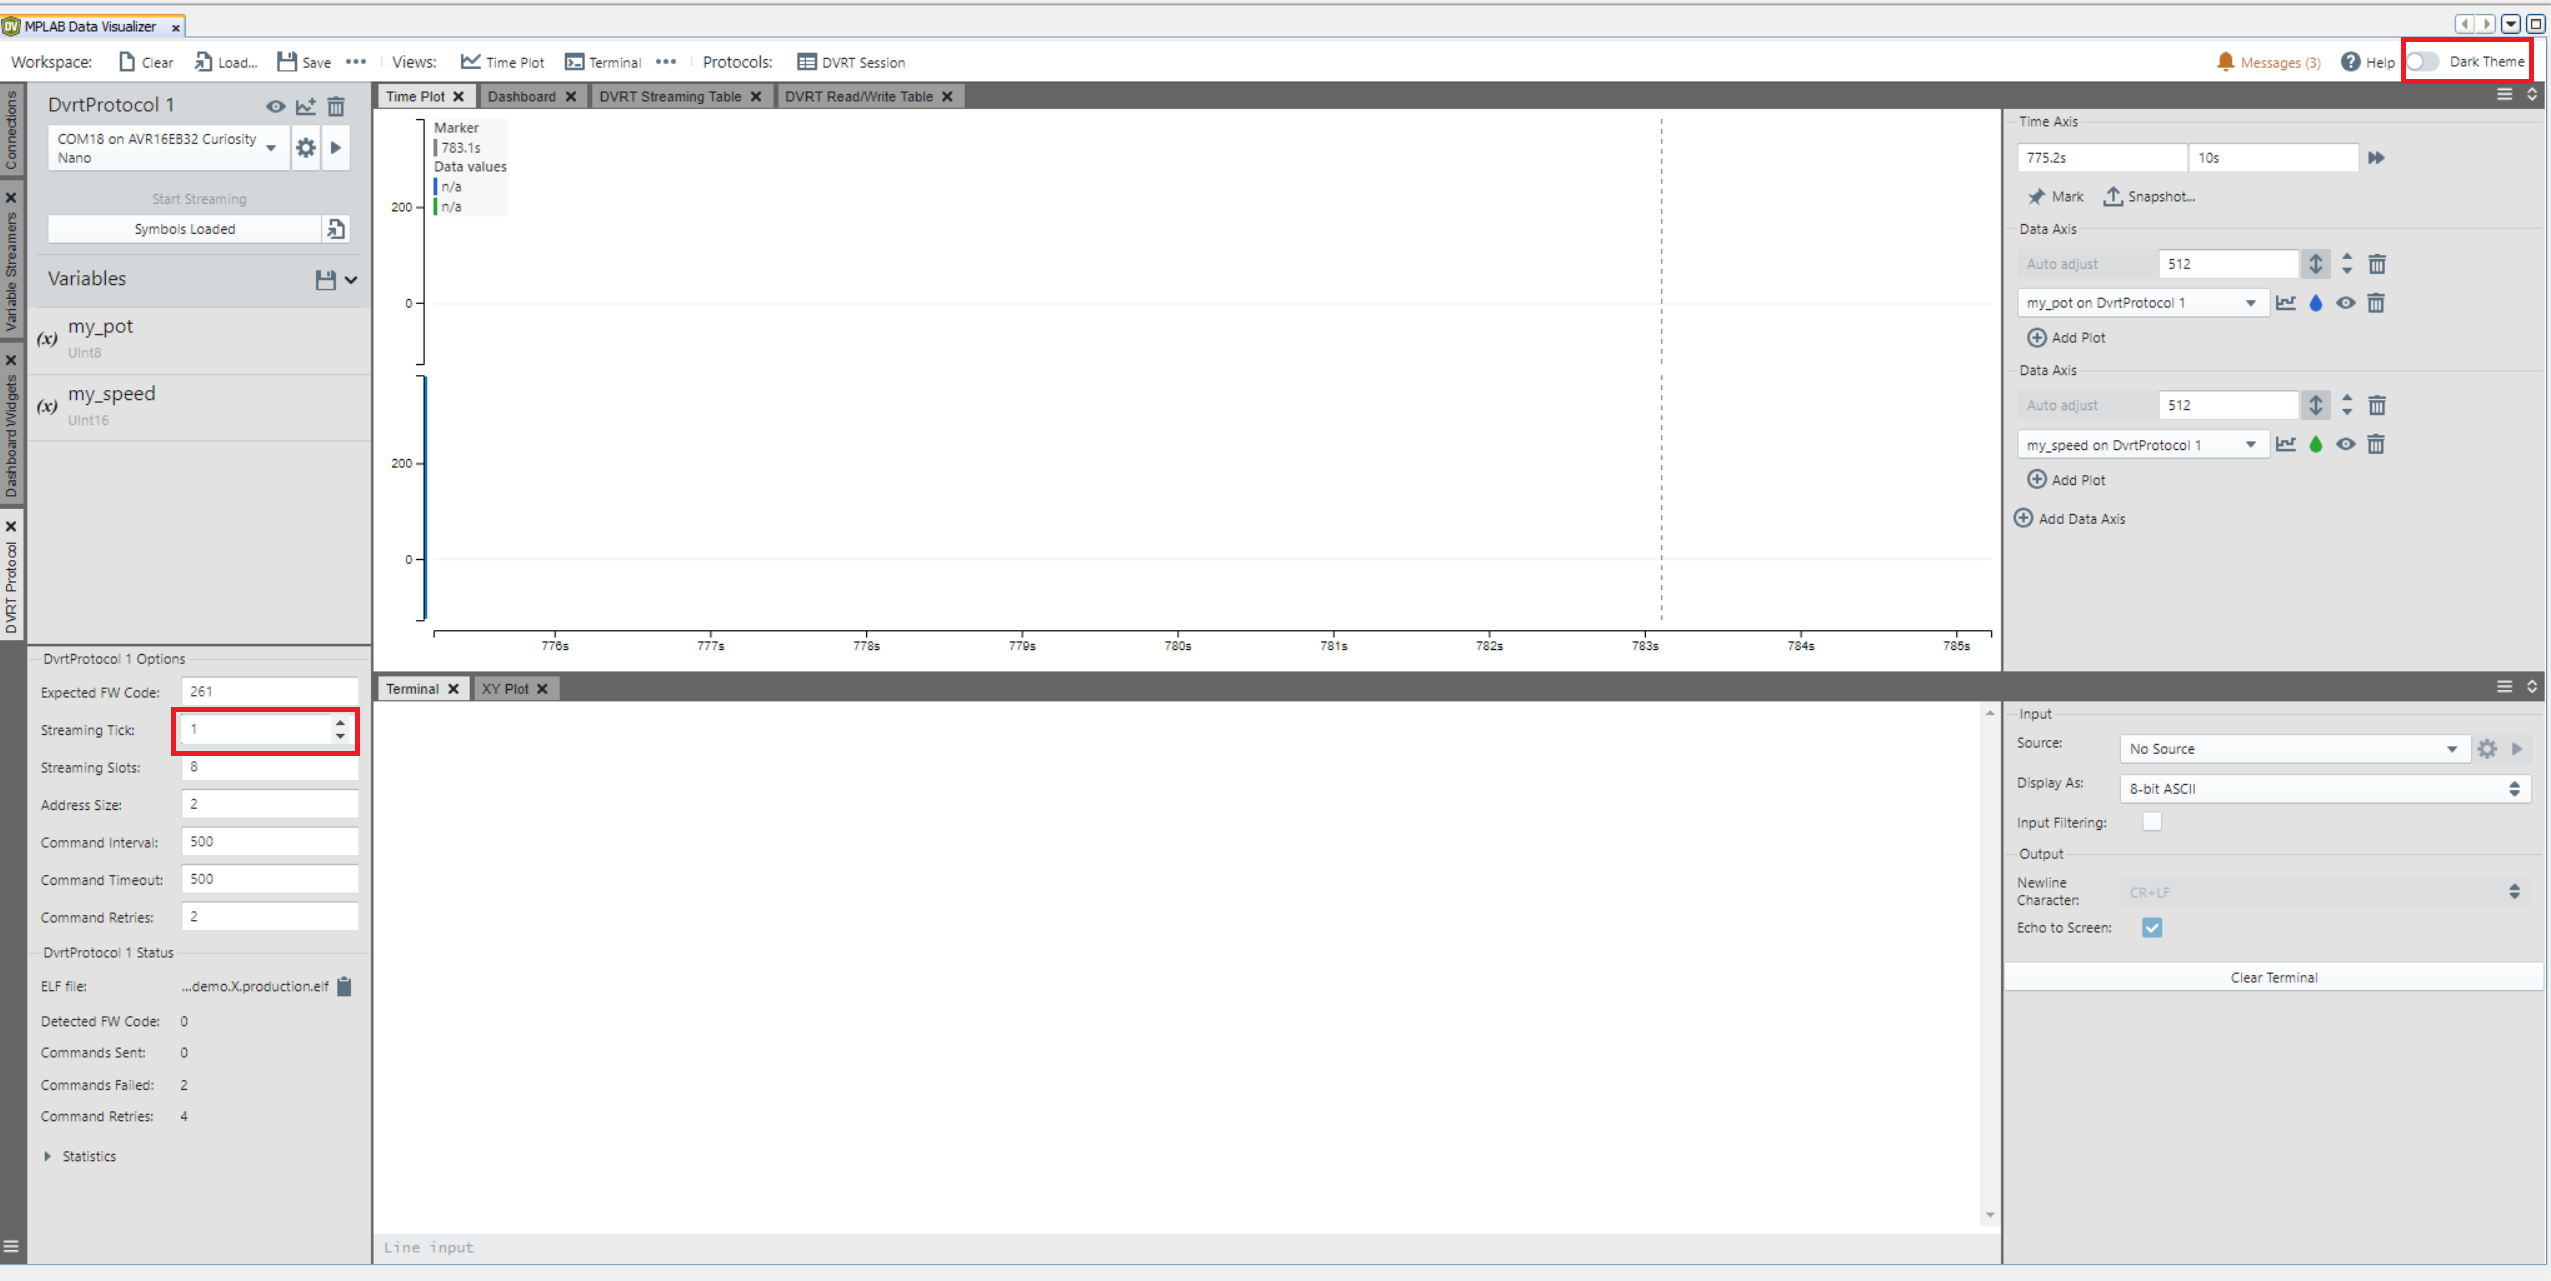 MPLAB Data Visualizer
Workspace: Clear Load... Save Views: Time Plot Terminal Protocols: DVRT Session Messages (3) Help Dark Theme
Connections
Variable Streamers
Dashboard Widgets
DVRT Protocol
DvrtProtocol 1
COM18 on AVR16EB32 Curiosity
Nano
Start Streaming
Symbols Loaded
Variables
(x) my_pot
UInt8
(x) my_speed
UInt16
DvrtProtocol 1 Options
Expected FW Code: 261
Streaming Tick: 1
Streaming Slots: 8
Address Size: 2
Command Interval: 500
Command Timeout: 500
Command Retries: 2
DvrtProtocol 1 Status
ELF file: ...demo.X.production.elf
Detected FW Code: 0
Commands Sent: 0
Commands Failed: 2
Command Retries: 4
Statistics
Time Plot Dashboard DVRT Streaming Table DVRT Read/Write Table
Marker
783.1s
Data values
n/a
n/a
200
0
200
0
776s 777s 778s 779s 780s 781s 782s 783s 784s 785s
Time Axis
775.2s 10s
Mark Snapshot...
Data Axis
Auto adjust 512
my_pot on DvrtProtocol 1
Add Plot
Data Axis
Auto adjust 512
my_speed on DvrtProtocol 1
Add Plot
Add Data Axis
Terminal XY Plot
Line input
Input
Source: No Source
Display As: 8-bit ASCII
Input Filtering:
Output
Newline
Character: CR+LF
Echo to Screen:
Clear Terminal